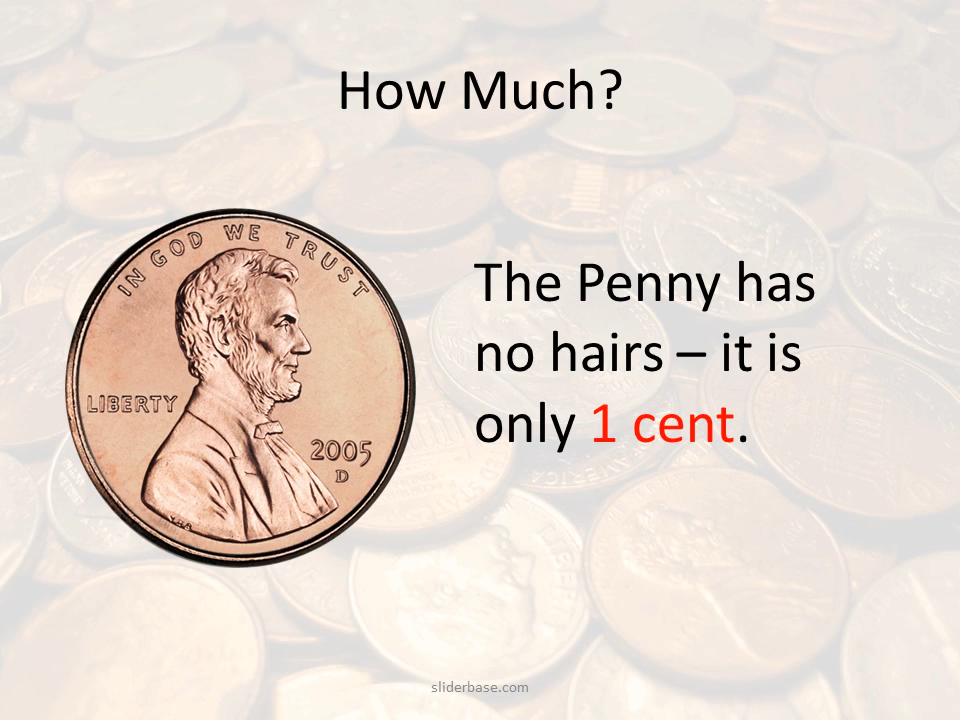 How Much?
IN GOD WE TRUST
LIBERTY
2005
D
The Penny has
no hairs – it is
only 1 cent.
sliderbase.com